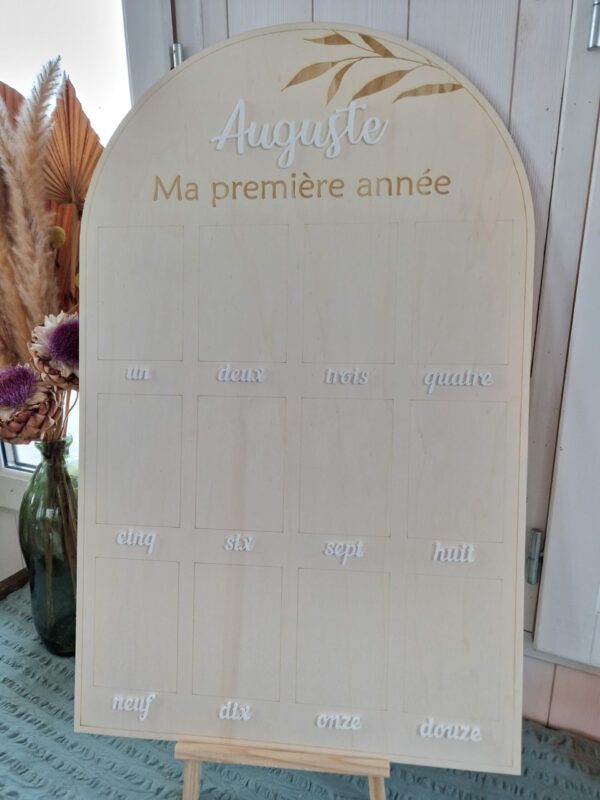 Auguste
Ma première année
un deux trois quatre
cinq six sept huit
neuf dix onze douze